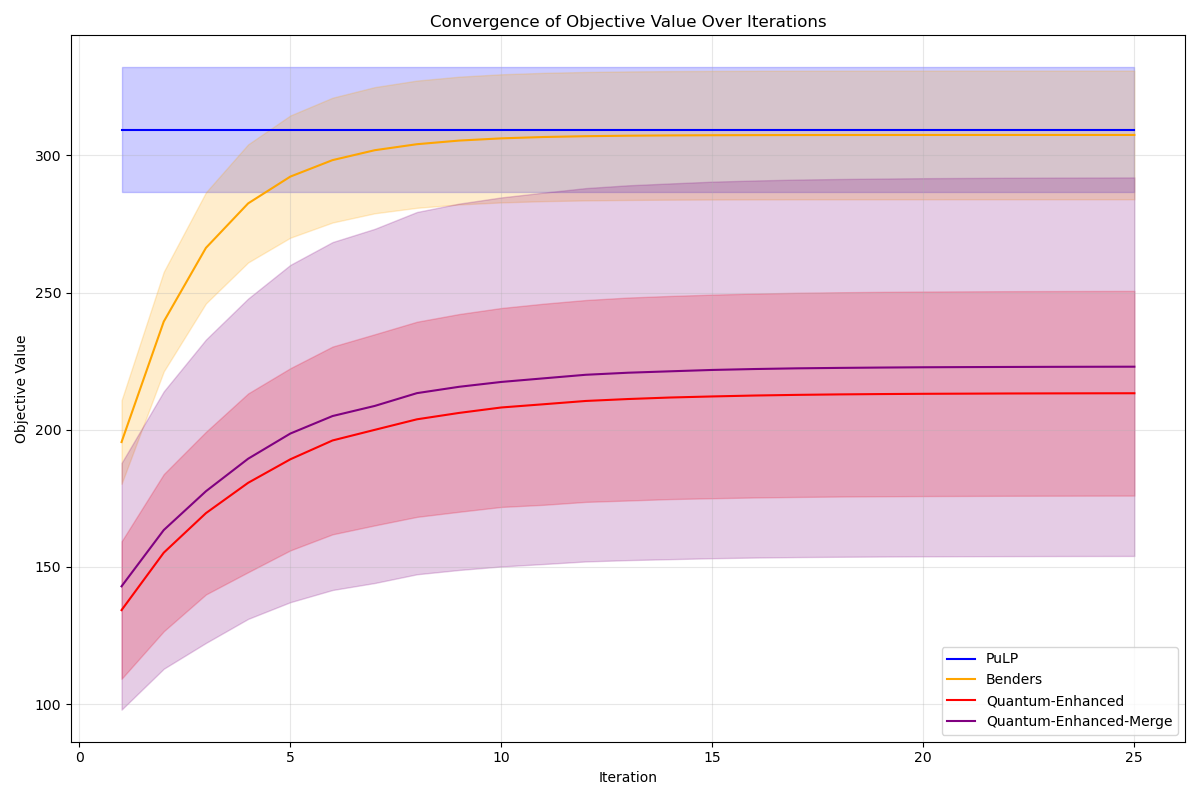 Convergence of Objective Value Over Iterations
Objective Value
300
250
200
150
100
0 5 10 15 20 25
Iteration
PuLP
Benders
Quantum-Enhanced
Quantum-Enhanced-Merge